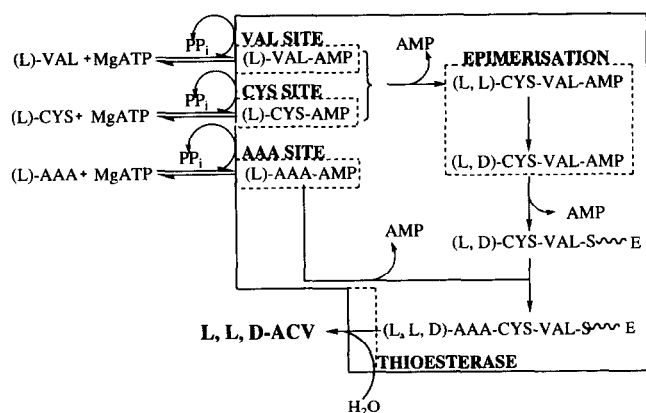 VAL SITE
PPi
(L)-VAL +MgATP
(L)-VAL-AMP
CYS SITE
PPi
(L)-CYS+ MgATP
(L)-CYS-AMP
AAA SITE
PPi
(L)-AAA+ MgATP
(L)-AAA-AMP
AMP
EPIMERISATION
(L, L)-CYS-VAL-AMP
(L, D)-CYS-VAL-AMP
AMP
(L, D)-CYS-VAL-S E
AMP
(L, L, D)-AAA-CYS-VAL-S E
L, L, D-ACV
THIOESTERASE
H2O